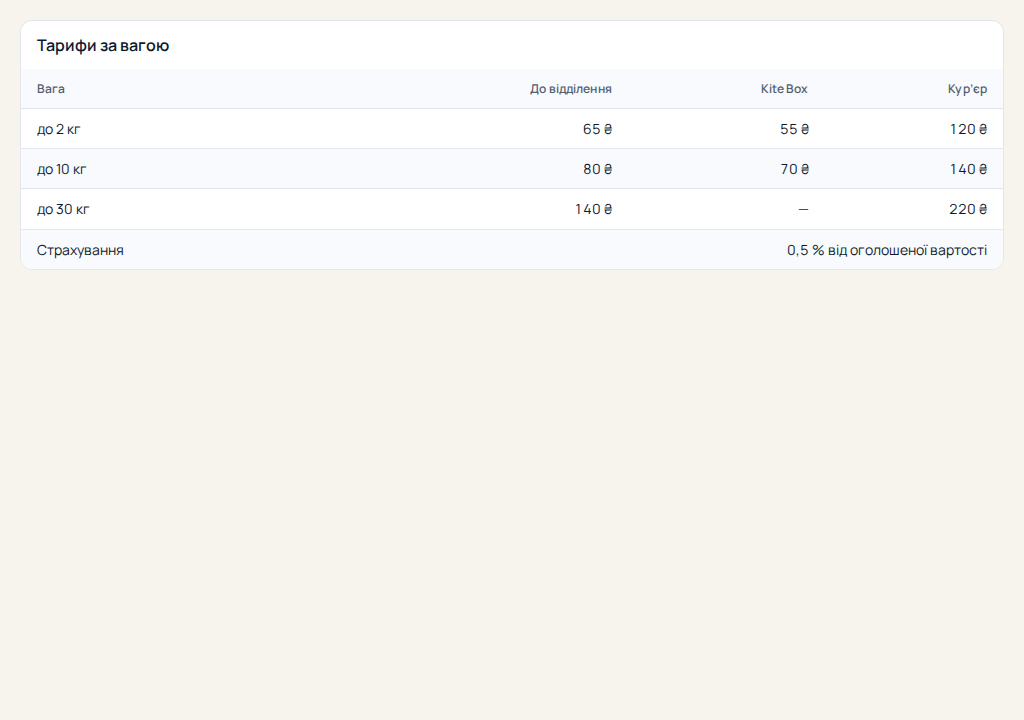 Тарифи за вагою
Вага До відділення Kite Box Кур'єр
до 2 кг 65 ₴ 55 ₴ 120 ₴
до 10 кг 80 ₴ 70 ₴ 140 ₴
до 30 кг 140 ₴ — 220 ₴
Страхування 0,5 % від оголошеної вартості